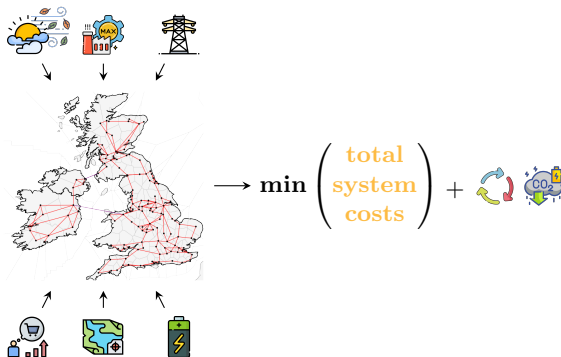 MAX
min ( total
system
costs ) +
CO₂